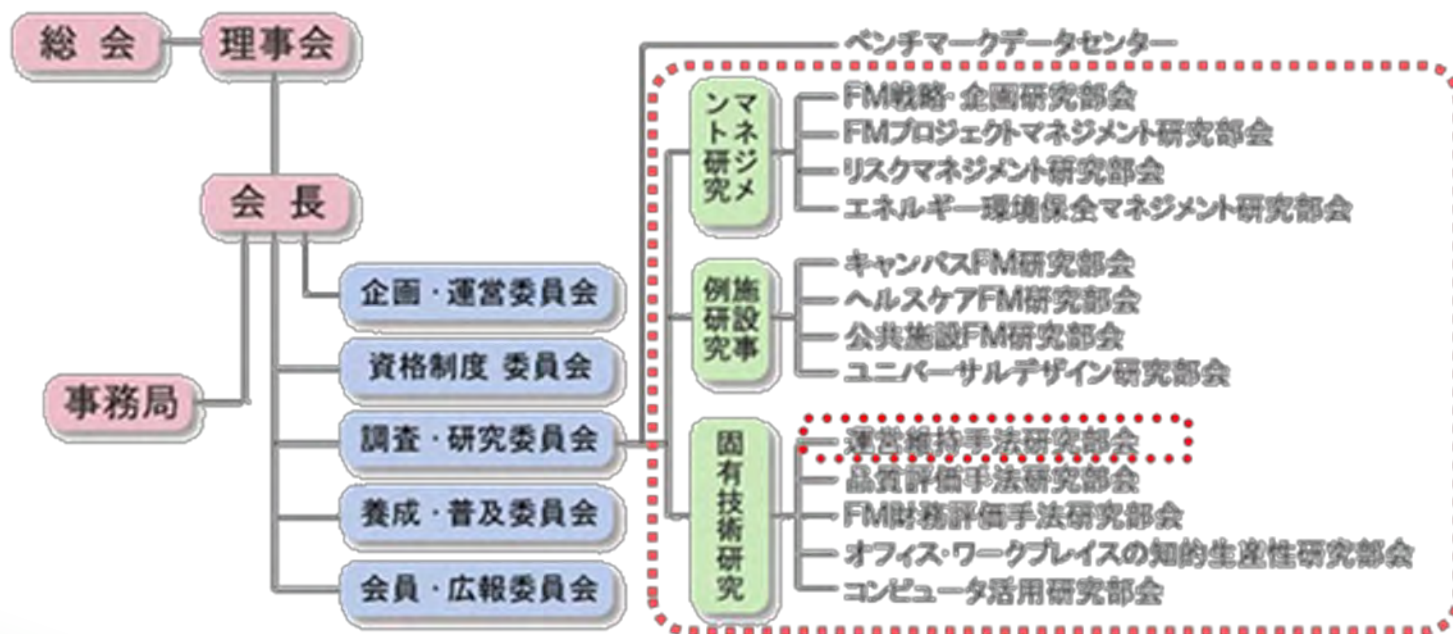 総 会
理事会
会 長
事務局
企画・運営委員会
資格制度 委員会
調査・研究委員会
養成・普及委員会
会員・広報委員会
ベンチマークデータセンター
マネジメント研究
FM戦略・企画研究部会
FMプロジェクトマネジメント研究部会
リスクマネジメント研究部会
エネルギー環境保全マネジメント研究部会
施設事例研究
キャンパスFM研究部会
ヘルスケアFM研究部会
公共施設FM研究部会
ユニバーサルデザイン研究部会
固有技術研究
運営維持手法研究部会
品質評価手法研究部会
FM財務評価手法研究部会
オフィス・ワークプレイスの知的生産性研究部会
コンピュータ活用研究部会